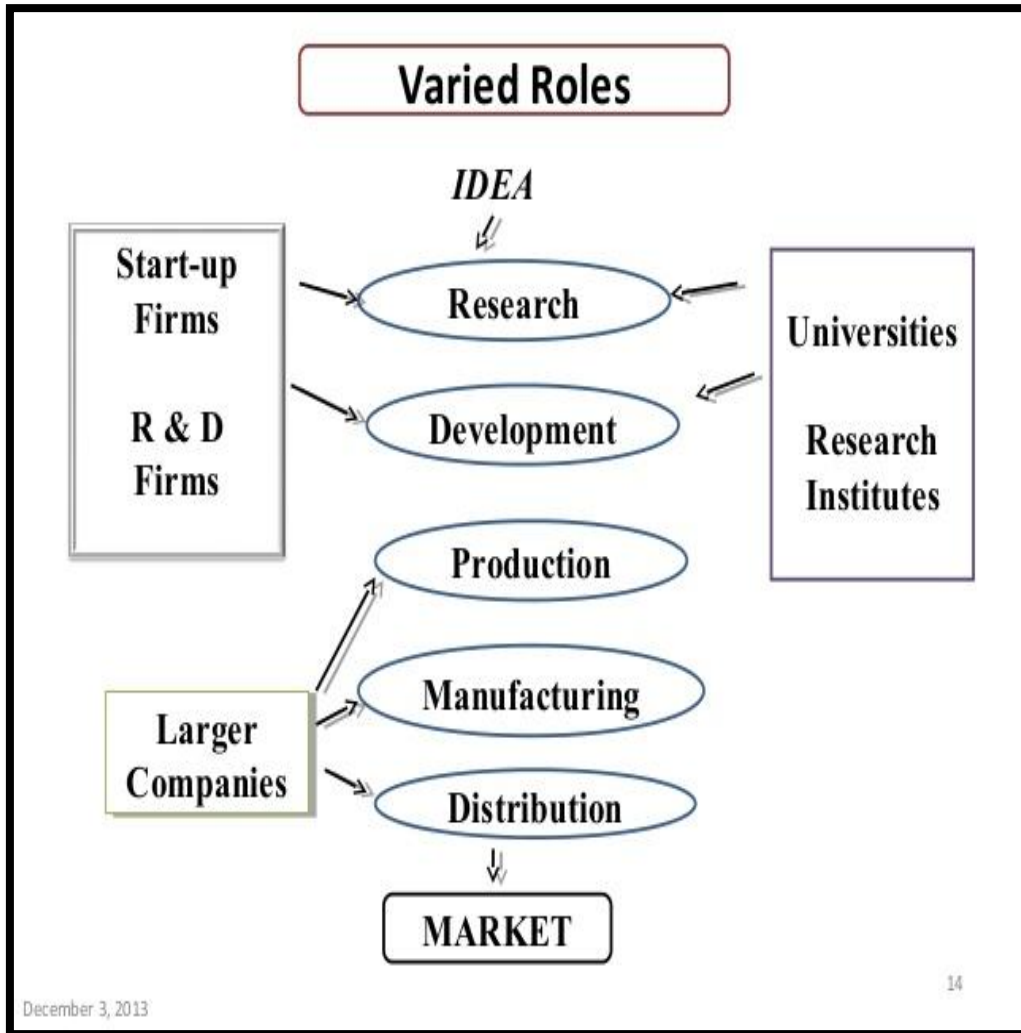 Varied Roles
IDEA
Start-up
Firms
R & D
Firms
Research
Development
Universities
Research
Institutes
Production
Manufacturing
Distribution
Larger
Companies
MARKET
14
December 3, 2013